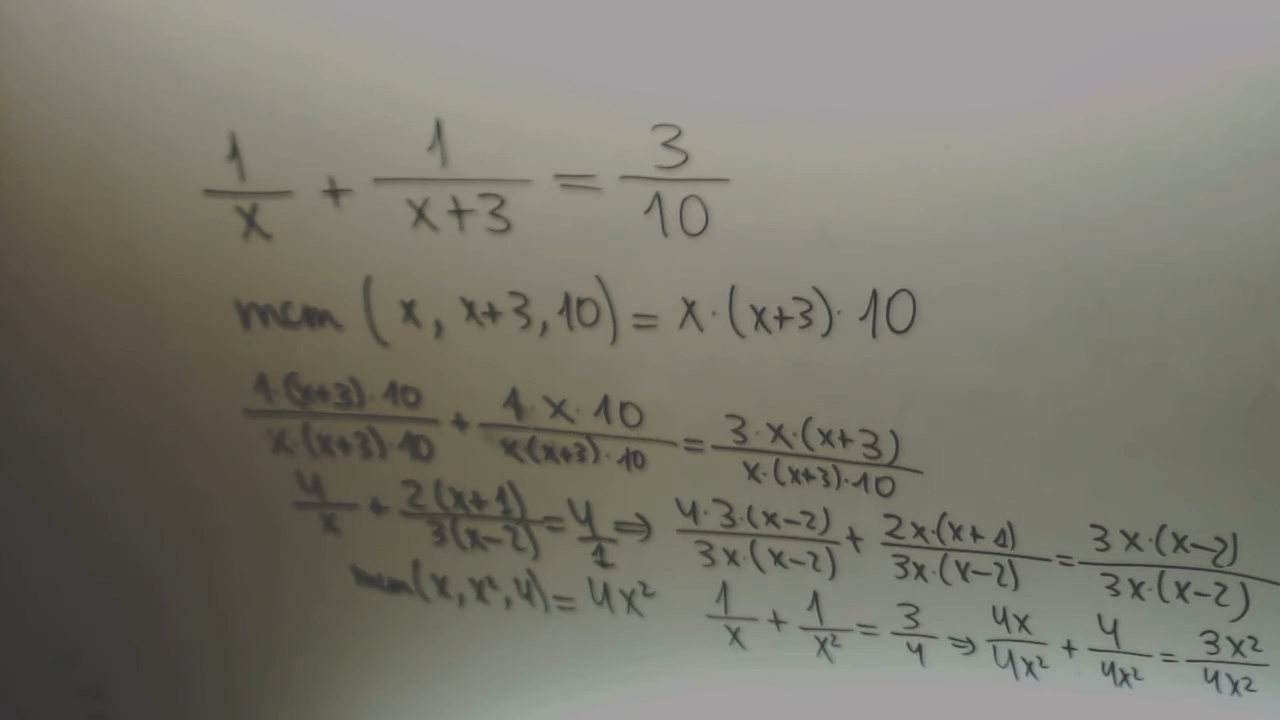 1/x + 1/(x+3) = 3/10
mcm (x, x+3, 10) = x·(x+3)·10
1·(x+3)·10/x·(x+3)·10 + 1·x·10/x(x+3)·10 = 3·x·(x+3)/x·(x+3)·10
4/x + 2(x+1)/3(x-2) = 4/1 ⇒ 4·3·(x-2)/3x·(x-2) + 2x·(x+1)/3x·(x-2) = 3x·(x-2)/3x·(x-2)
mcm(x, x², 4) = 4x²
1/x + 1/x² = 3/4 ⇒ 4x/4x² + 4/4x² = 3x²/4x²